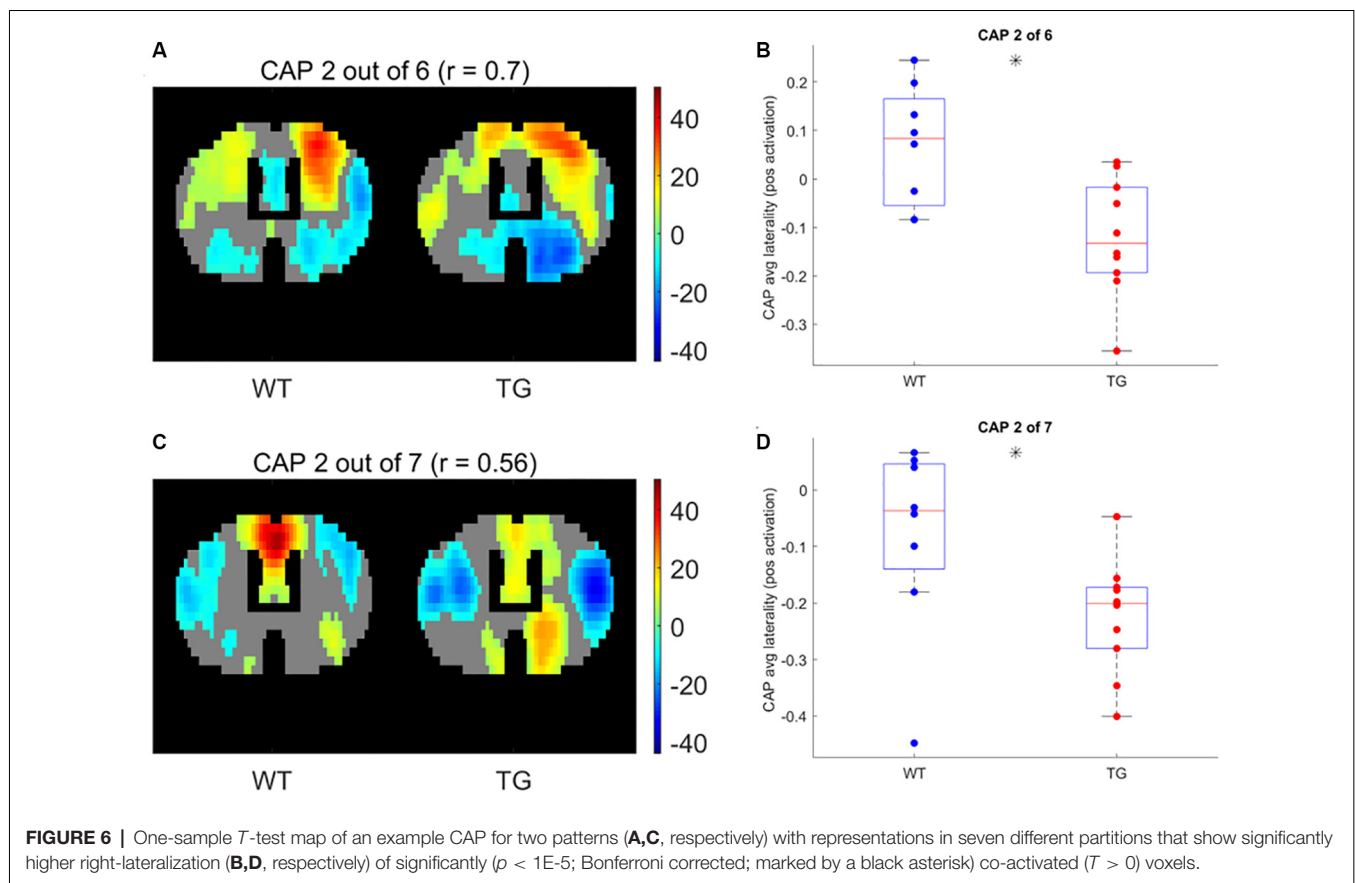 A
CAP 2 out of 6 (r = 0.7)
40
20
0
-20
-40
WT
TG
B
CAP 2 of 6
✳
CAP avg laterality (pos activation)
0.2
0.1
0
-0.1
-0.2
-0.3
WT
TG
C
CAP 2 out of 7 (r = 0.56)
40
20
0
-20
-40
WT
TG
D
CAP 2 of 7
✳
CAP avg laterality (pos activation)
0
-0.1
-0.2
-0.3
-0.4
WT
TG
FIGURE 6 | One-sample T-test map of an example CAP for two patterns (A,C, respectively) with representations in seven different partitions that show significantly
higher right-lateralization (B,D, respectively) of significantly (p < 1E-5; Bonferroni corrected; marked by a black asterisk) co-activated (T > 0) voxels.